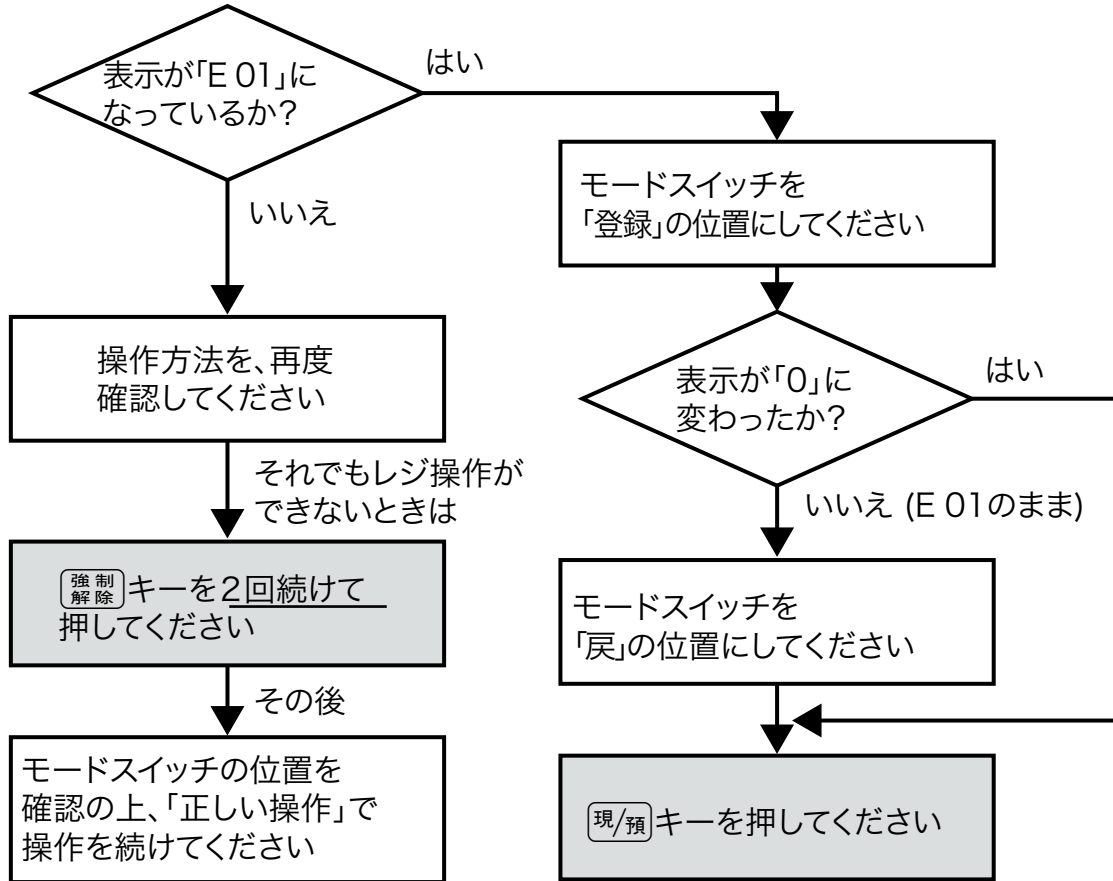 表示が「E 01」に
なっているか?
はい
いいえ
操作方法を、再度
確認してください
それでもレジ操作が
できないときは
強制
解除
キーを2回続けて
押してください
その後
モードスイッチの位置を
確認の上、「正しい操作」で
操作を続けてください
モードスイッチを
「登録」の位置にしてください
表示が「0」に
変わったか?
はい
いいえ (E 01のまま)
モードスイッチを
「戻」の位置にしてください
現/預キーを押してください